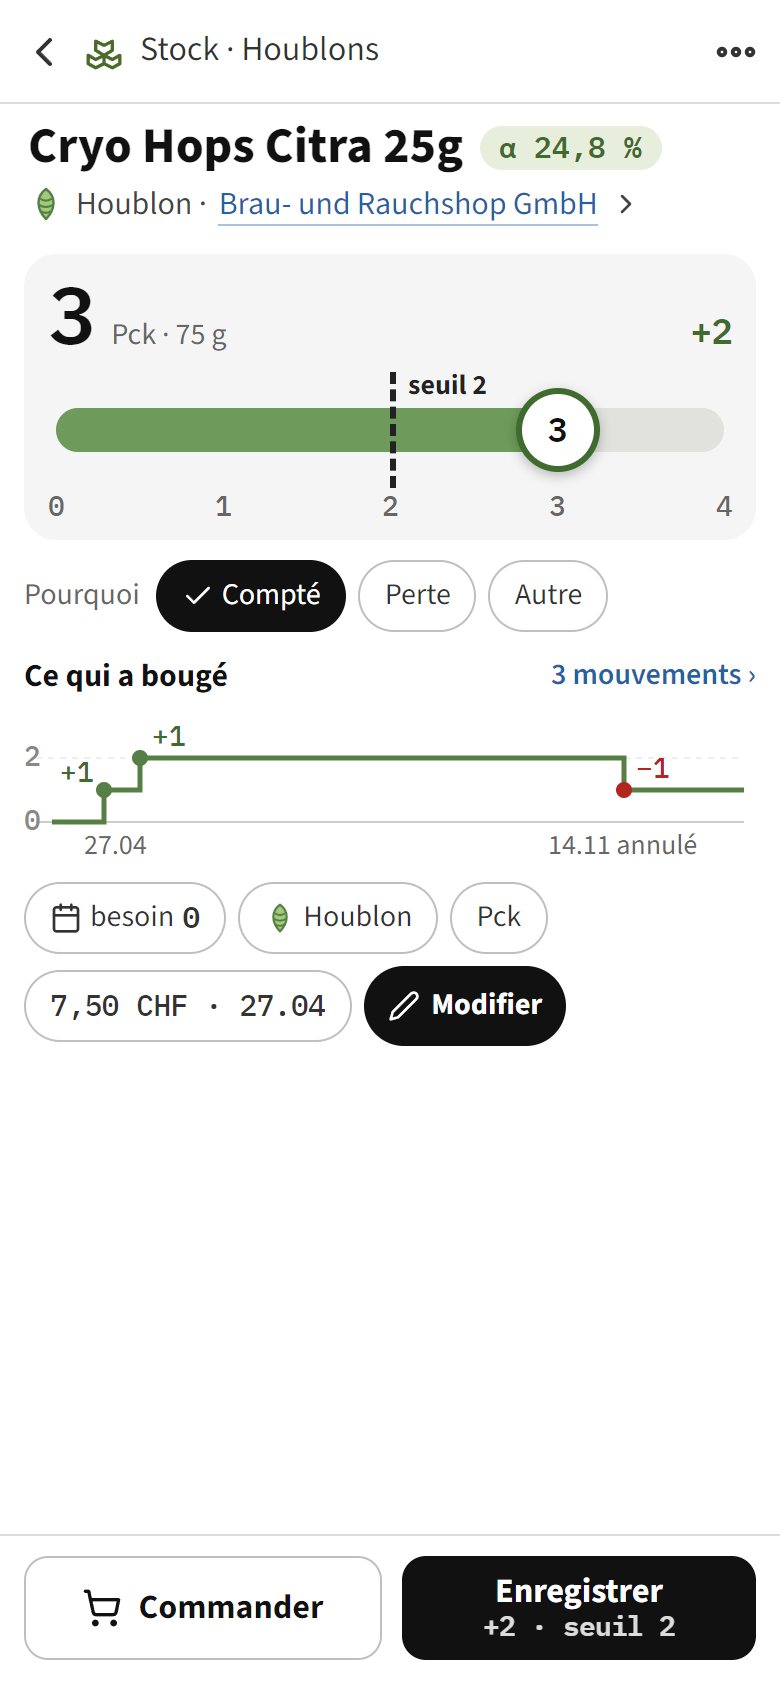 Stock · Houblons
Cryo Hops Citra 25g α 24,8 %
Houblon · Brau- und Rauchshop GmbH
3 Pck · 75 g +2
seuil 2
3
0 1 2 3 4
Pourquoi Compté Perte Autre
Ce qui a bougé 3 mouvements ›
+1
2
+1 −1
0
27.04 14.11 annulé
besoin 0 Houblon Pck
7,50 CHF · 27.04 Modifier
Commander Enregistrer
+2 · seuil 2